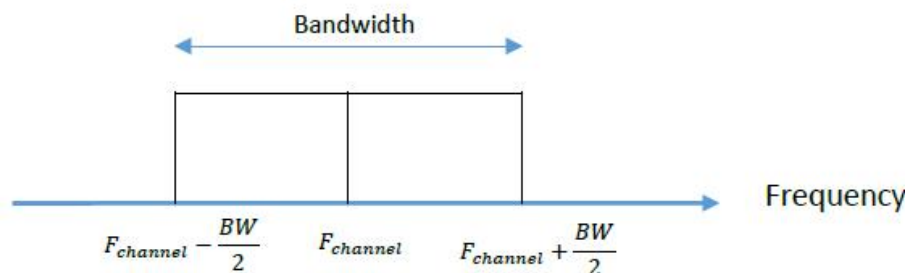 Bandwidth
Frequency
F_channel − BW/2
F_channel
F_channel + BW/2